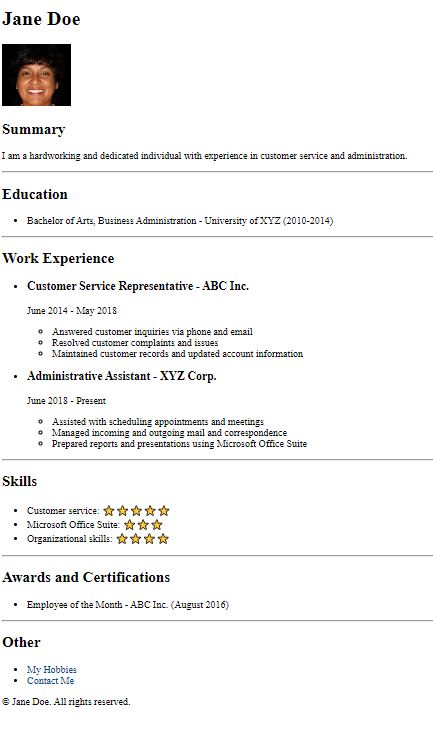 Jane Doe
Summary
I am a hardworking and dedicated individual with experience in customer service and administration.
Education
Bachelor of Arts, Business Administration - University of XYZ (2010-2014)
Work Experience
Customer Service Representative - ABC Inc.
June 2014 - May 2018
Answered customer inquiries via phone and email
Resolved customer complaints and issues
Maintained customer records and updated account information
Administrative Assistant - XYZ Corp.
June 2018 - Present
Assisted with scheduling appointments and meetings
Managed incoming and outgoing mail and correspondence
Prepared reports and presentations using Microsoft Office Suite
Skills
Customer service:
Microsoft Office Suite:
Organizational skills:
Awards and Certifications
Employee of the Month - ABC Inc. (August 2016)
Other
My Hobbies
Contact Me
© Jane Doe. All rights reserved.